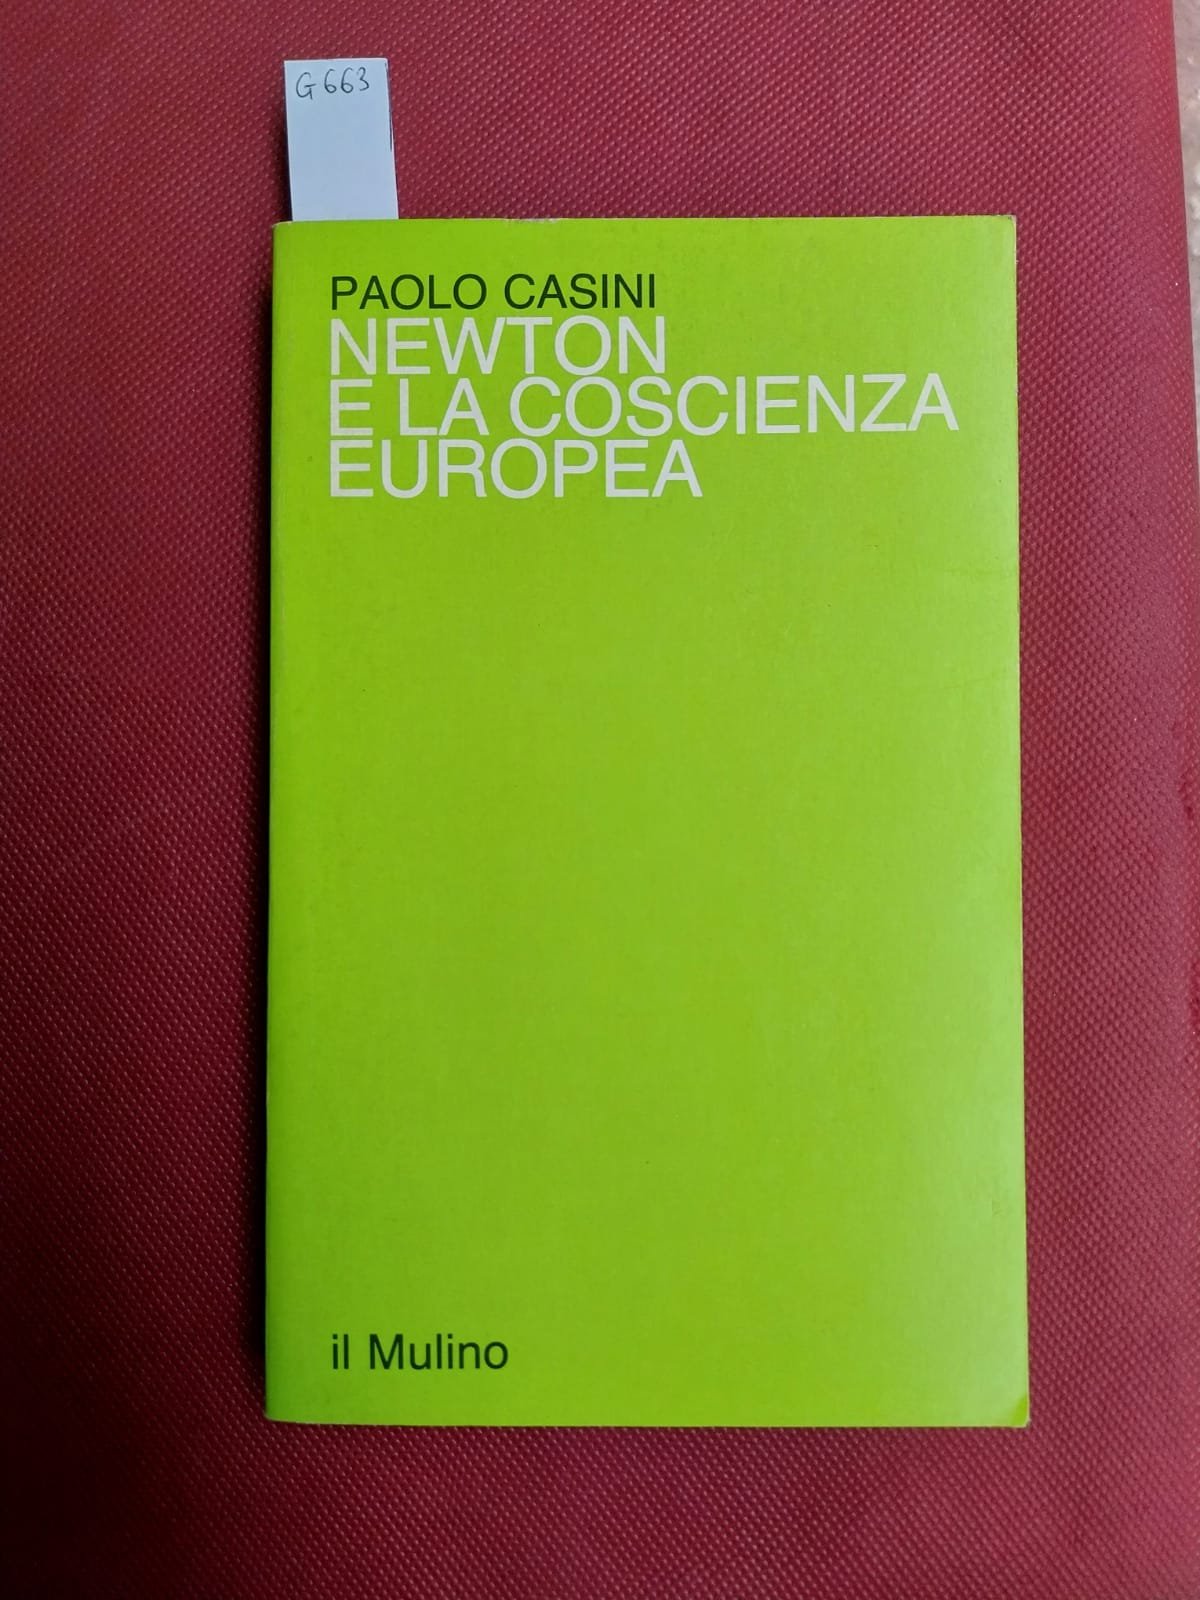 G663
PAOLO CASINI
NEWTON
E LA COSCIENZA
EUROPEA
il Mulino